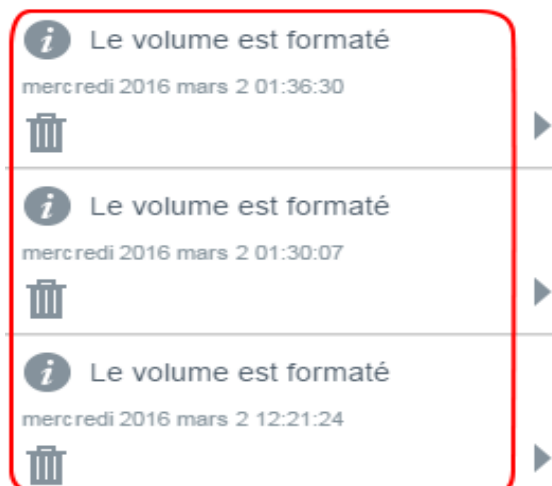 i Le volume est formaté
mercredi 2016 mars 2 01:36:30
i Le volume est formaté
mercredi 2016 mars 2 01:30:07
i Le volume est formaté
mercredi 2016 mars 2 12:21:24